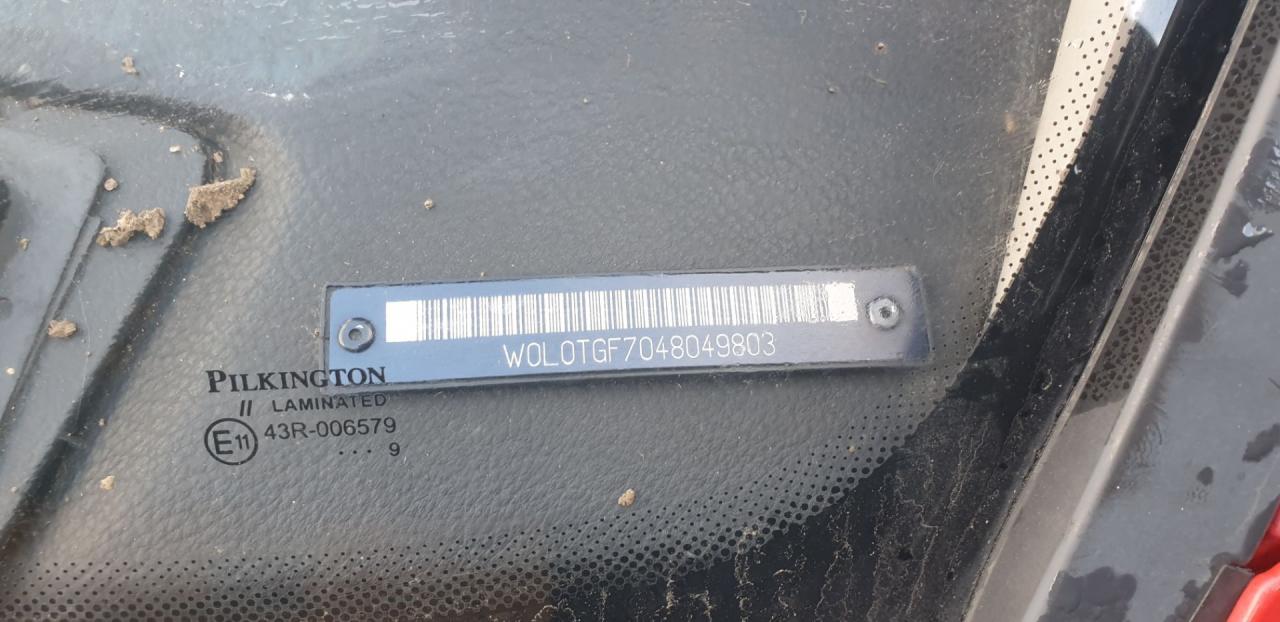 W0L0TGF7048049803
PILKINGTON
// LAMINATED
E11 43R-006579
... 9